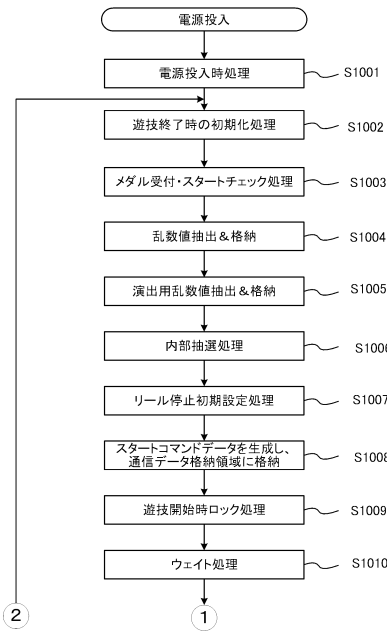 電源投入
電源投入時処理
S1001
遊技終了時の初期化処理
S1002
メダル受付・スタートチェック処理
S1003
乱数値抽出＆格納
S1004
演出用乱数値抽出＆格納
S1005
内部抽選処理
S1006
リール停止初期設定処理
S1007
スタートコマンドデータを生成し、
通信データ格納領域に格納
S1008
遊技開始時ロック処理
S1009
ウェイト処理
S1010
2
1